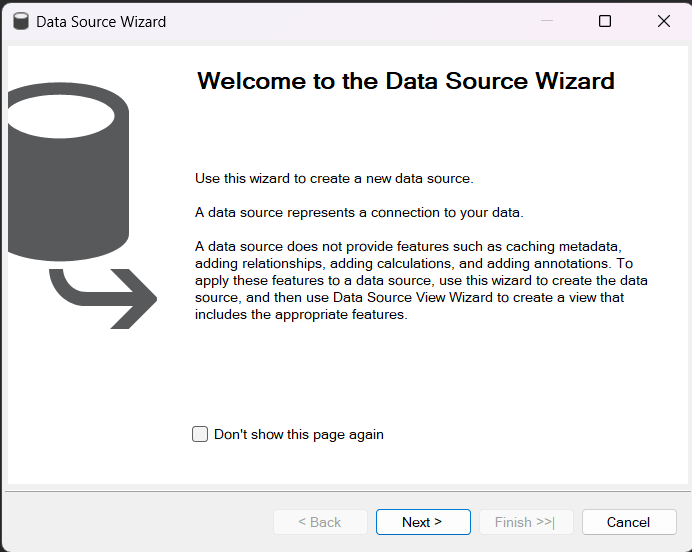 Data Source Wizard
Welcome to the Data Source Wizard
Use this wizard to create a new data source.
A data source represents a connection to your data.
A data source does not provide features such as caching metadata,
adding relationships, adding calculations, and adding annotations. To
apply these features to a data source, use this wizard to create the data
source, and then use Data Source View Wizard to create a view that
includes the appropriate features.
Don't show this page again
< Back
Next >
Finish >>|
Cancel